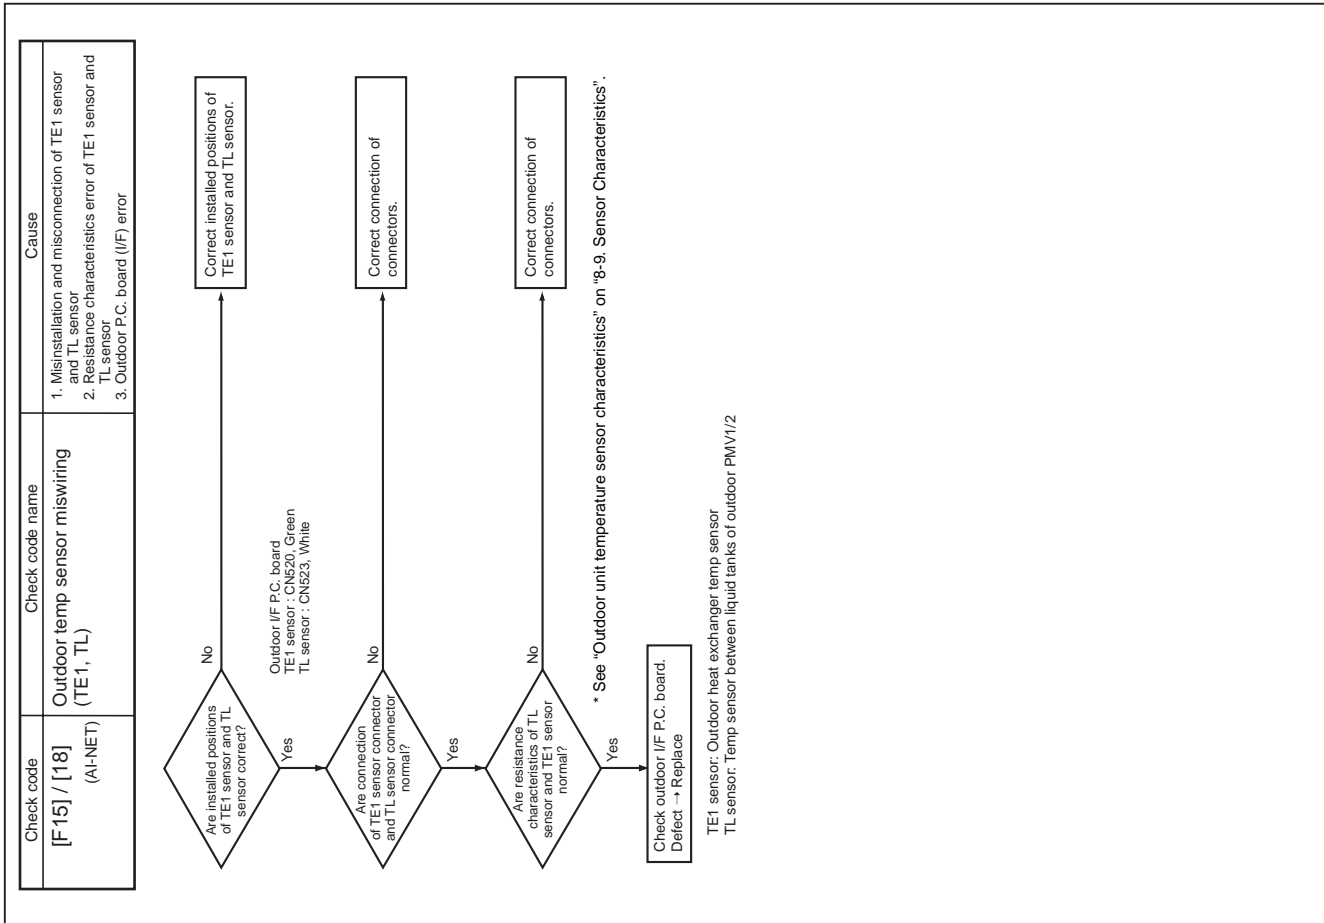 Check code
Check code name
Cause
[F15] / [18]
(AI-NET)
Outdoor temp sensor miswiring
(TE1, TL)
1. Misinstallation and misconnection of TE1 sensor
and TL sensor
2. Resistance characteristics error of TE1 sensor and
TL sensor
3. Outdoor P.C. board (I/F) error
Are installed positions
of TE1 sensor and TL
sensor correct?
No
Correct installed positions of
TE1 sensor and TL sensor.
Yes
Outdoor I/F P.C. board
TE1 sensor : CN520, Green
TL sensor : CN523, White
Are connection
of TE1 sensor connector
and TL sensor connector
normal?
No
Correct connection of
connectors.
Yes
Are resistance
characteristics of TL
sensor and TE1 sensor
normal?
No
Correct connection of
connectors.
Yes
* See “Outdoor unit temperature sensor characteristics” on “8-9. Sensor Characteristics”.
Check outdoor I/F P.C. board.
Defect → Replace
TE1 sensor: Outdoor heat exchanger temp sensor
TL sensor: Temp sensor between liquid tanks of outdoor PMV1/2